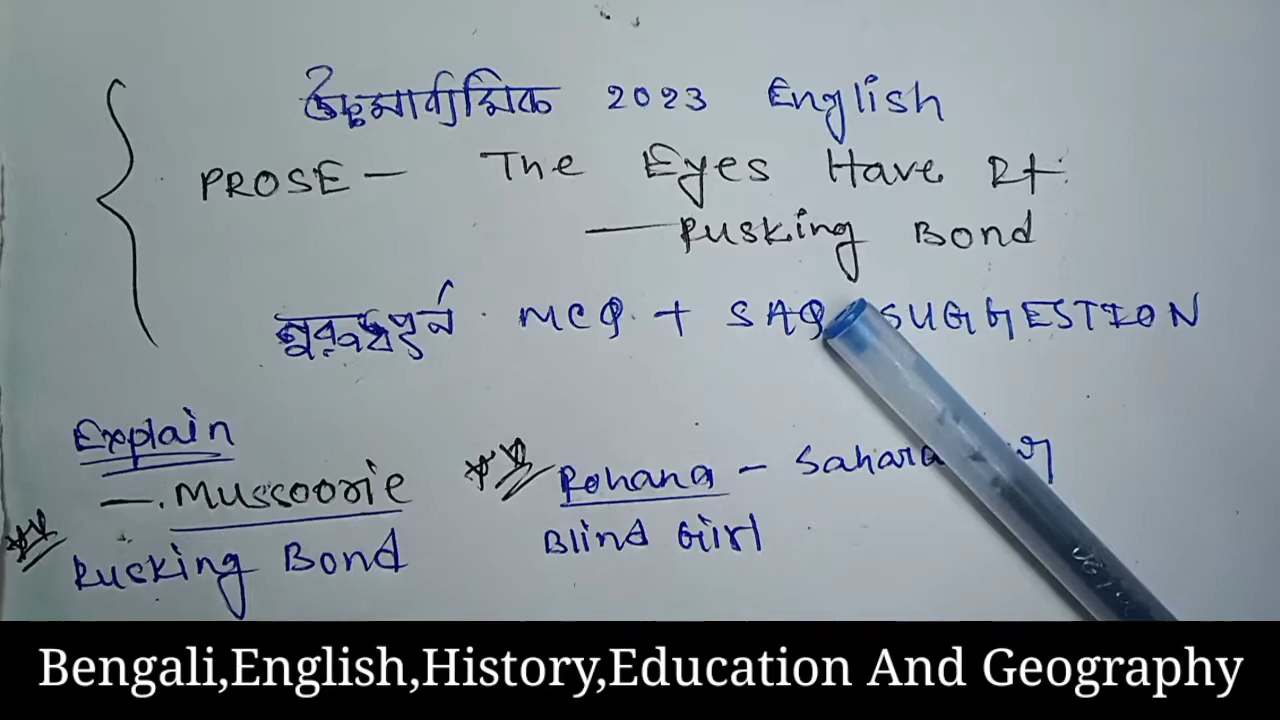 উচ্চমাধ্যমিক 2023 English
PROSE — The Eyes Have It
— Rusking Bond
গুরুত্বপূর্ণ MCQ + SAQ SUGGESTION
Explain
— . Mussoorie
Rusking Bond
Rohana — Sahara
Blind Girl
Bengali,English,History,Education And Geography